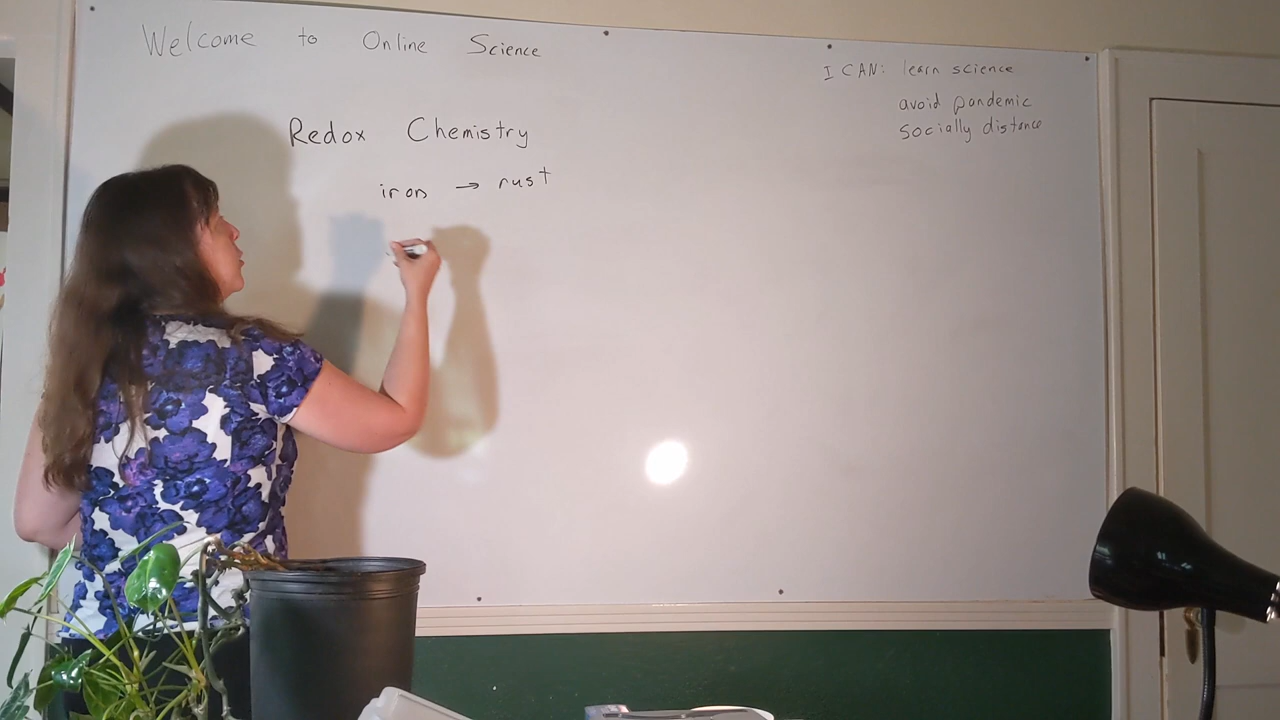 Welcome to Online Science
I CAN: learn science
avoid pandemic
socially distance
Redox Chemistry
iron → rust